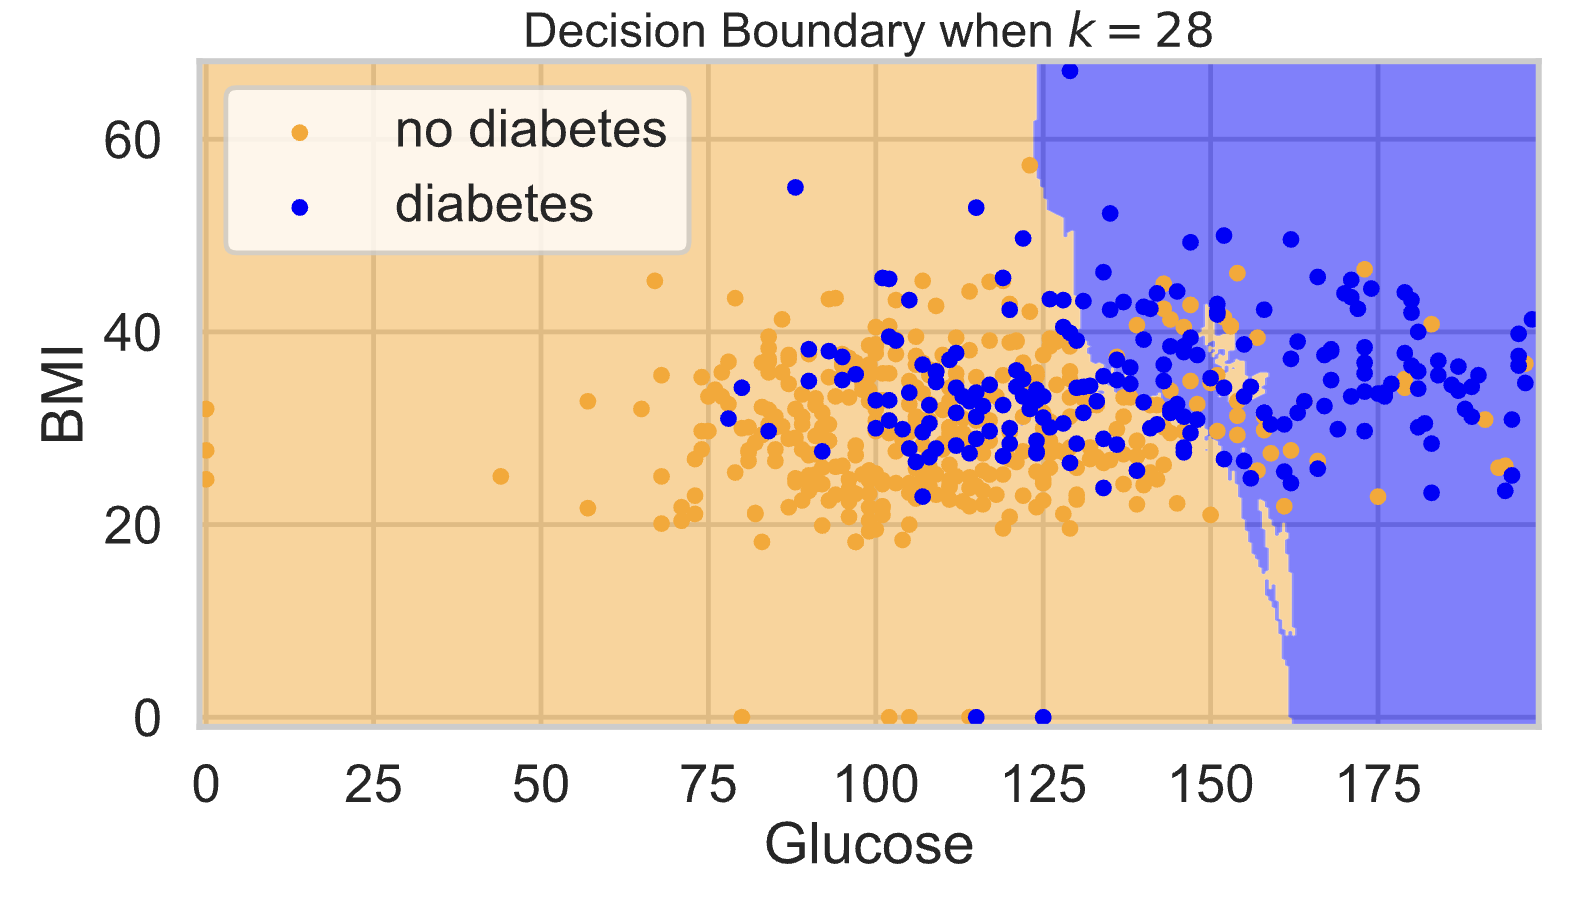 Decision Boundary when k = 28
no diabetes
diabetes
60
40
20
0
BMI
0 25 50 75 100 125 150 175
Glucose